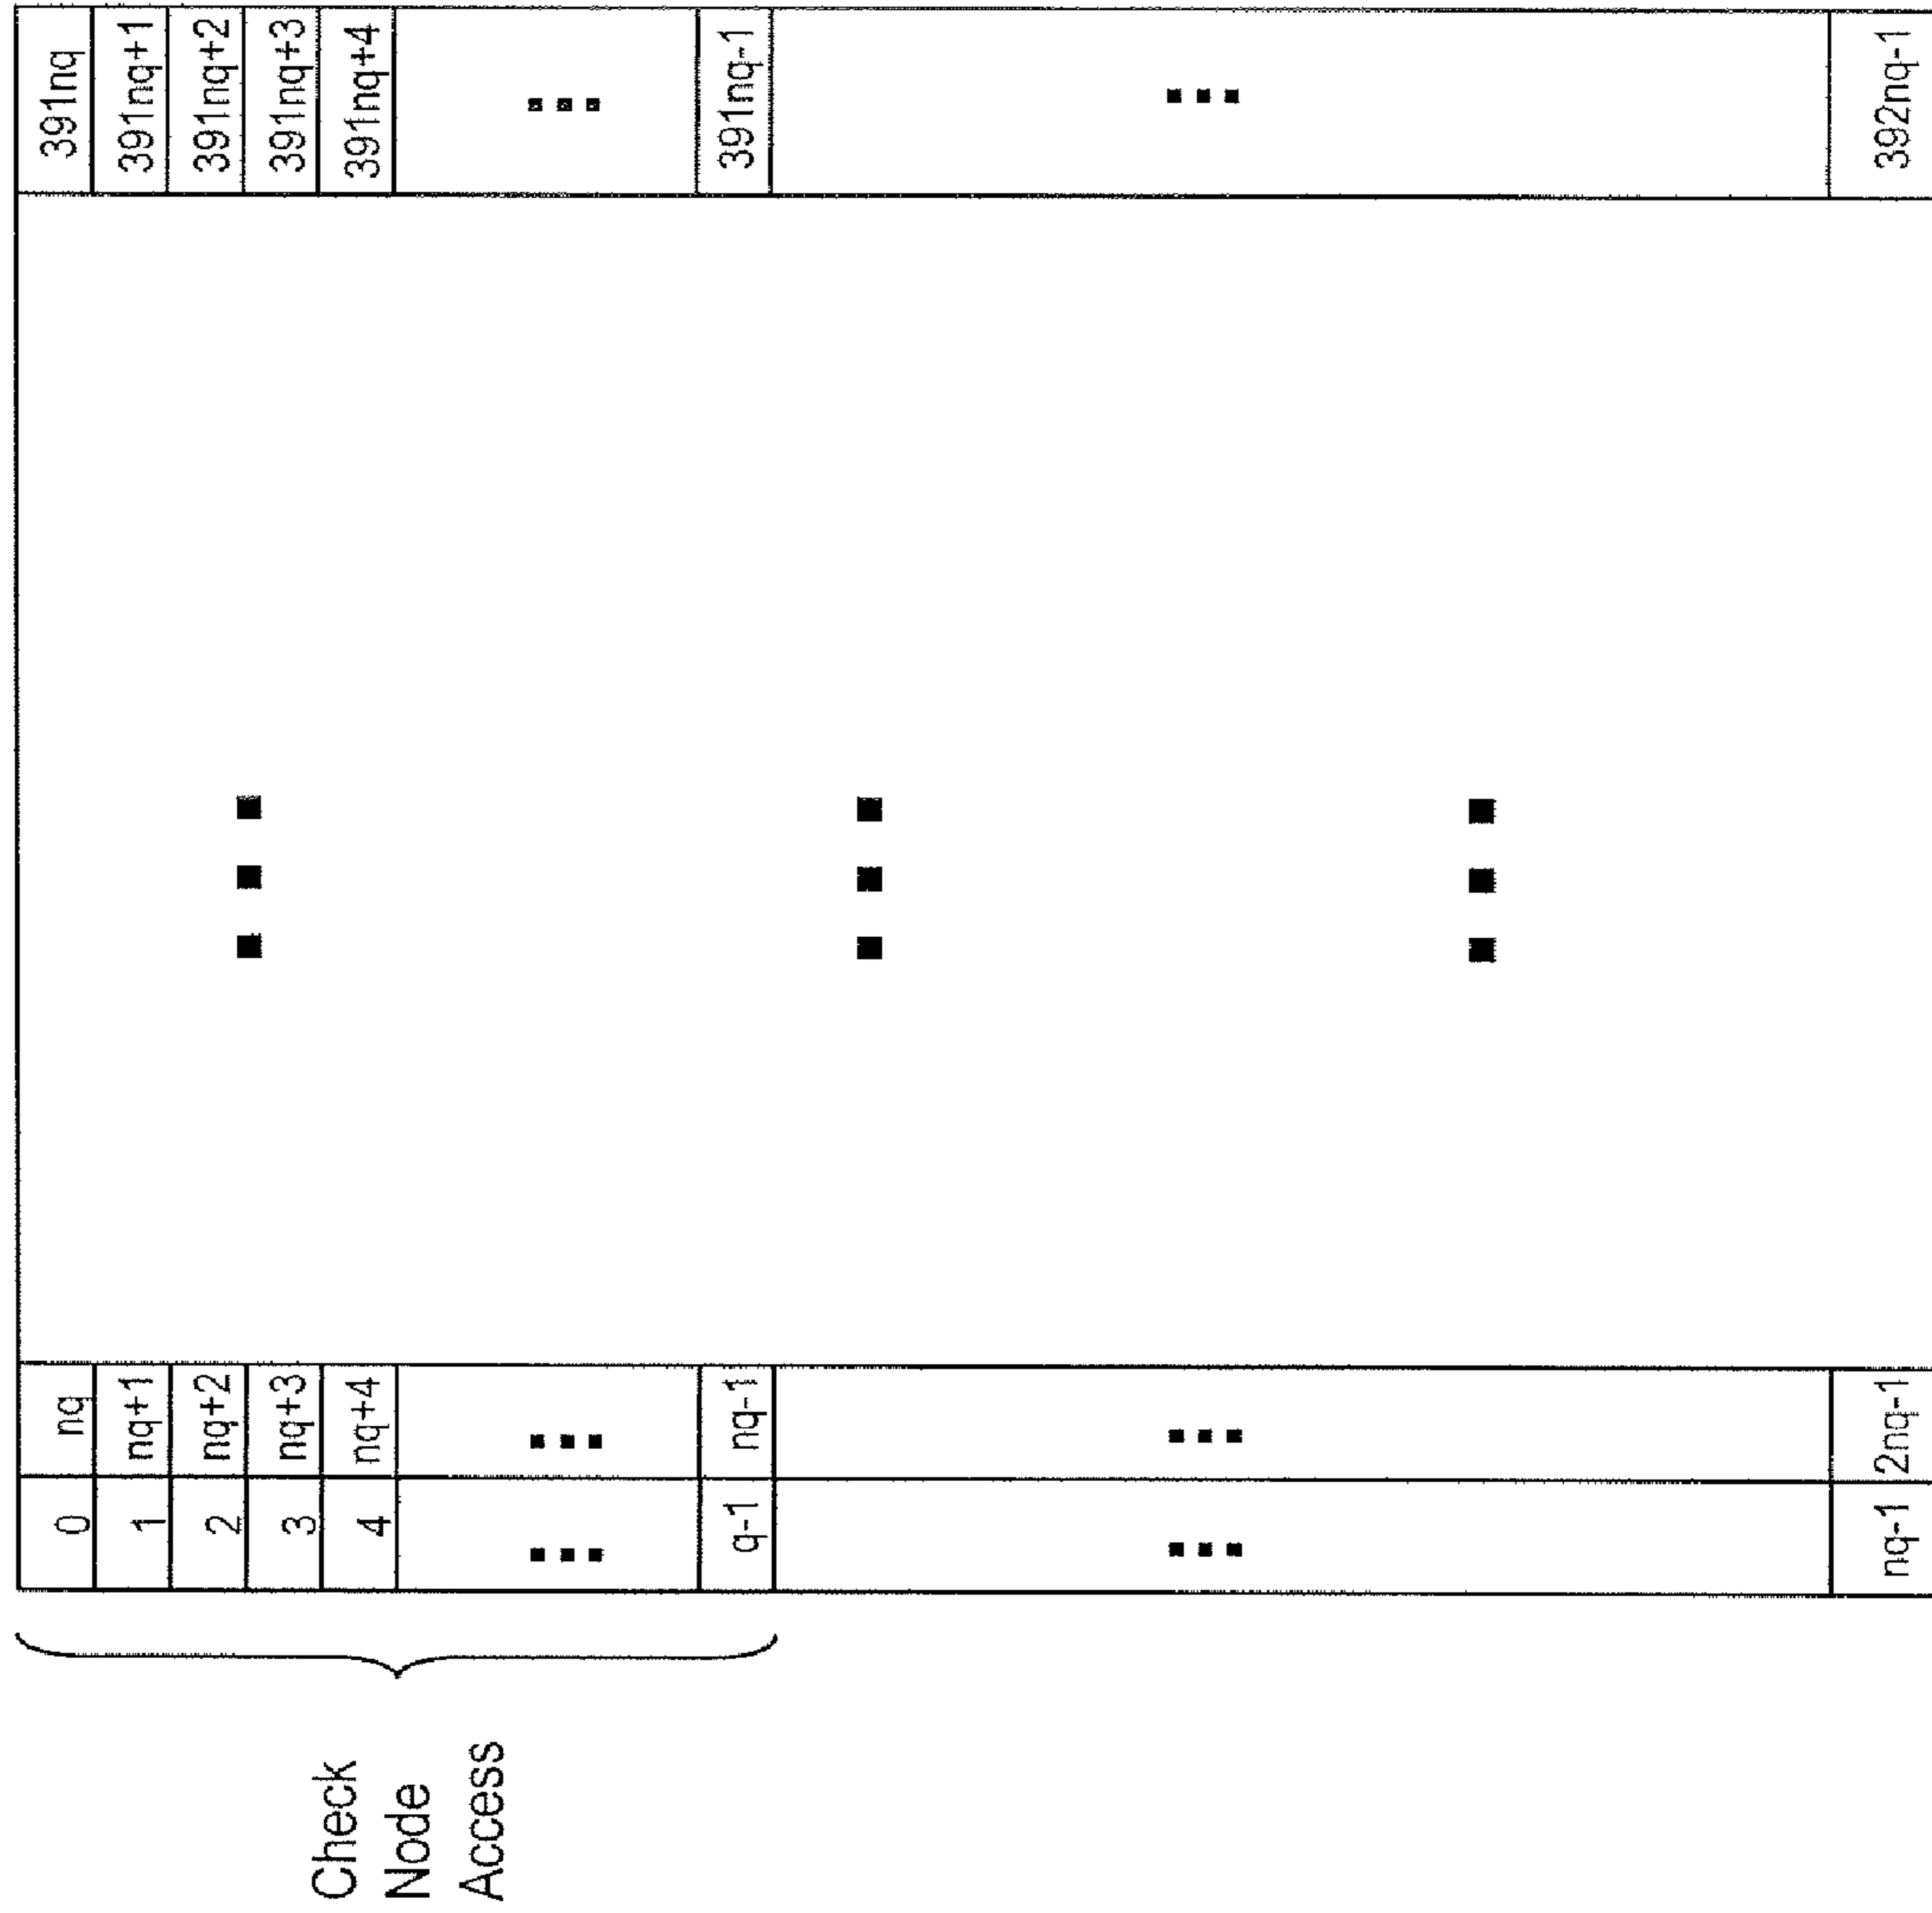 Check
Node
Access
0 nq 391nq
1 nq+1 391nq+1
2 nq+2 391nq+2
3 nq+3 391nq+3
4 nq+4 391nq+4
q-1 nq-1 391nq-1
nq-1 2nq-1 392nq-1